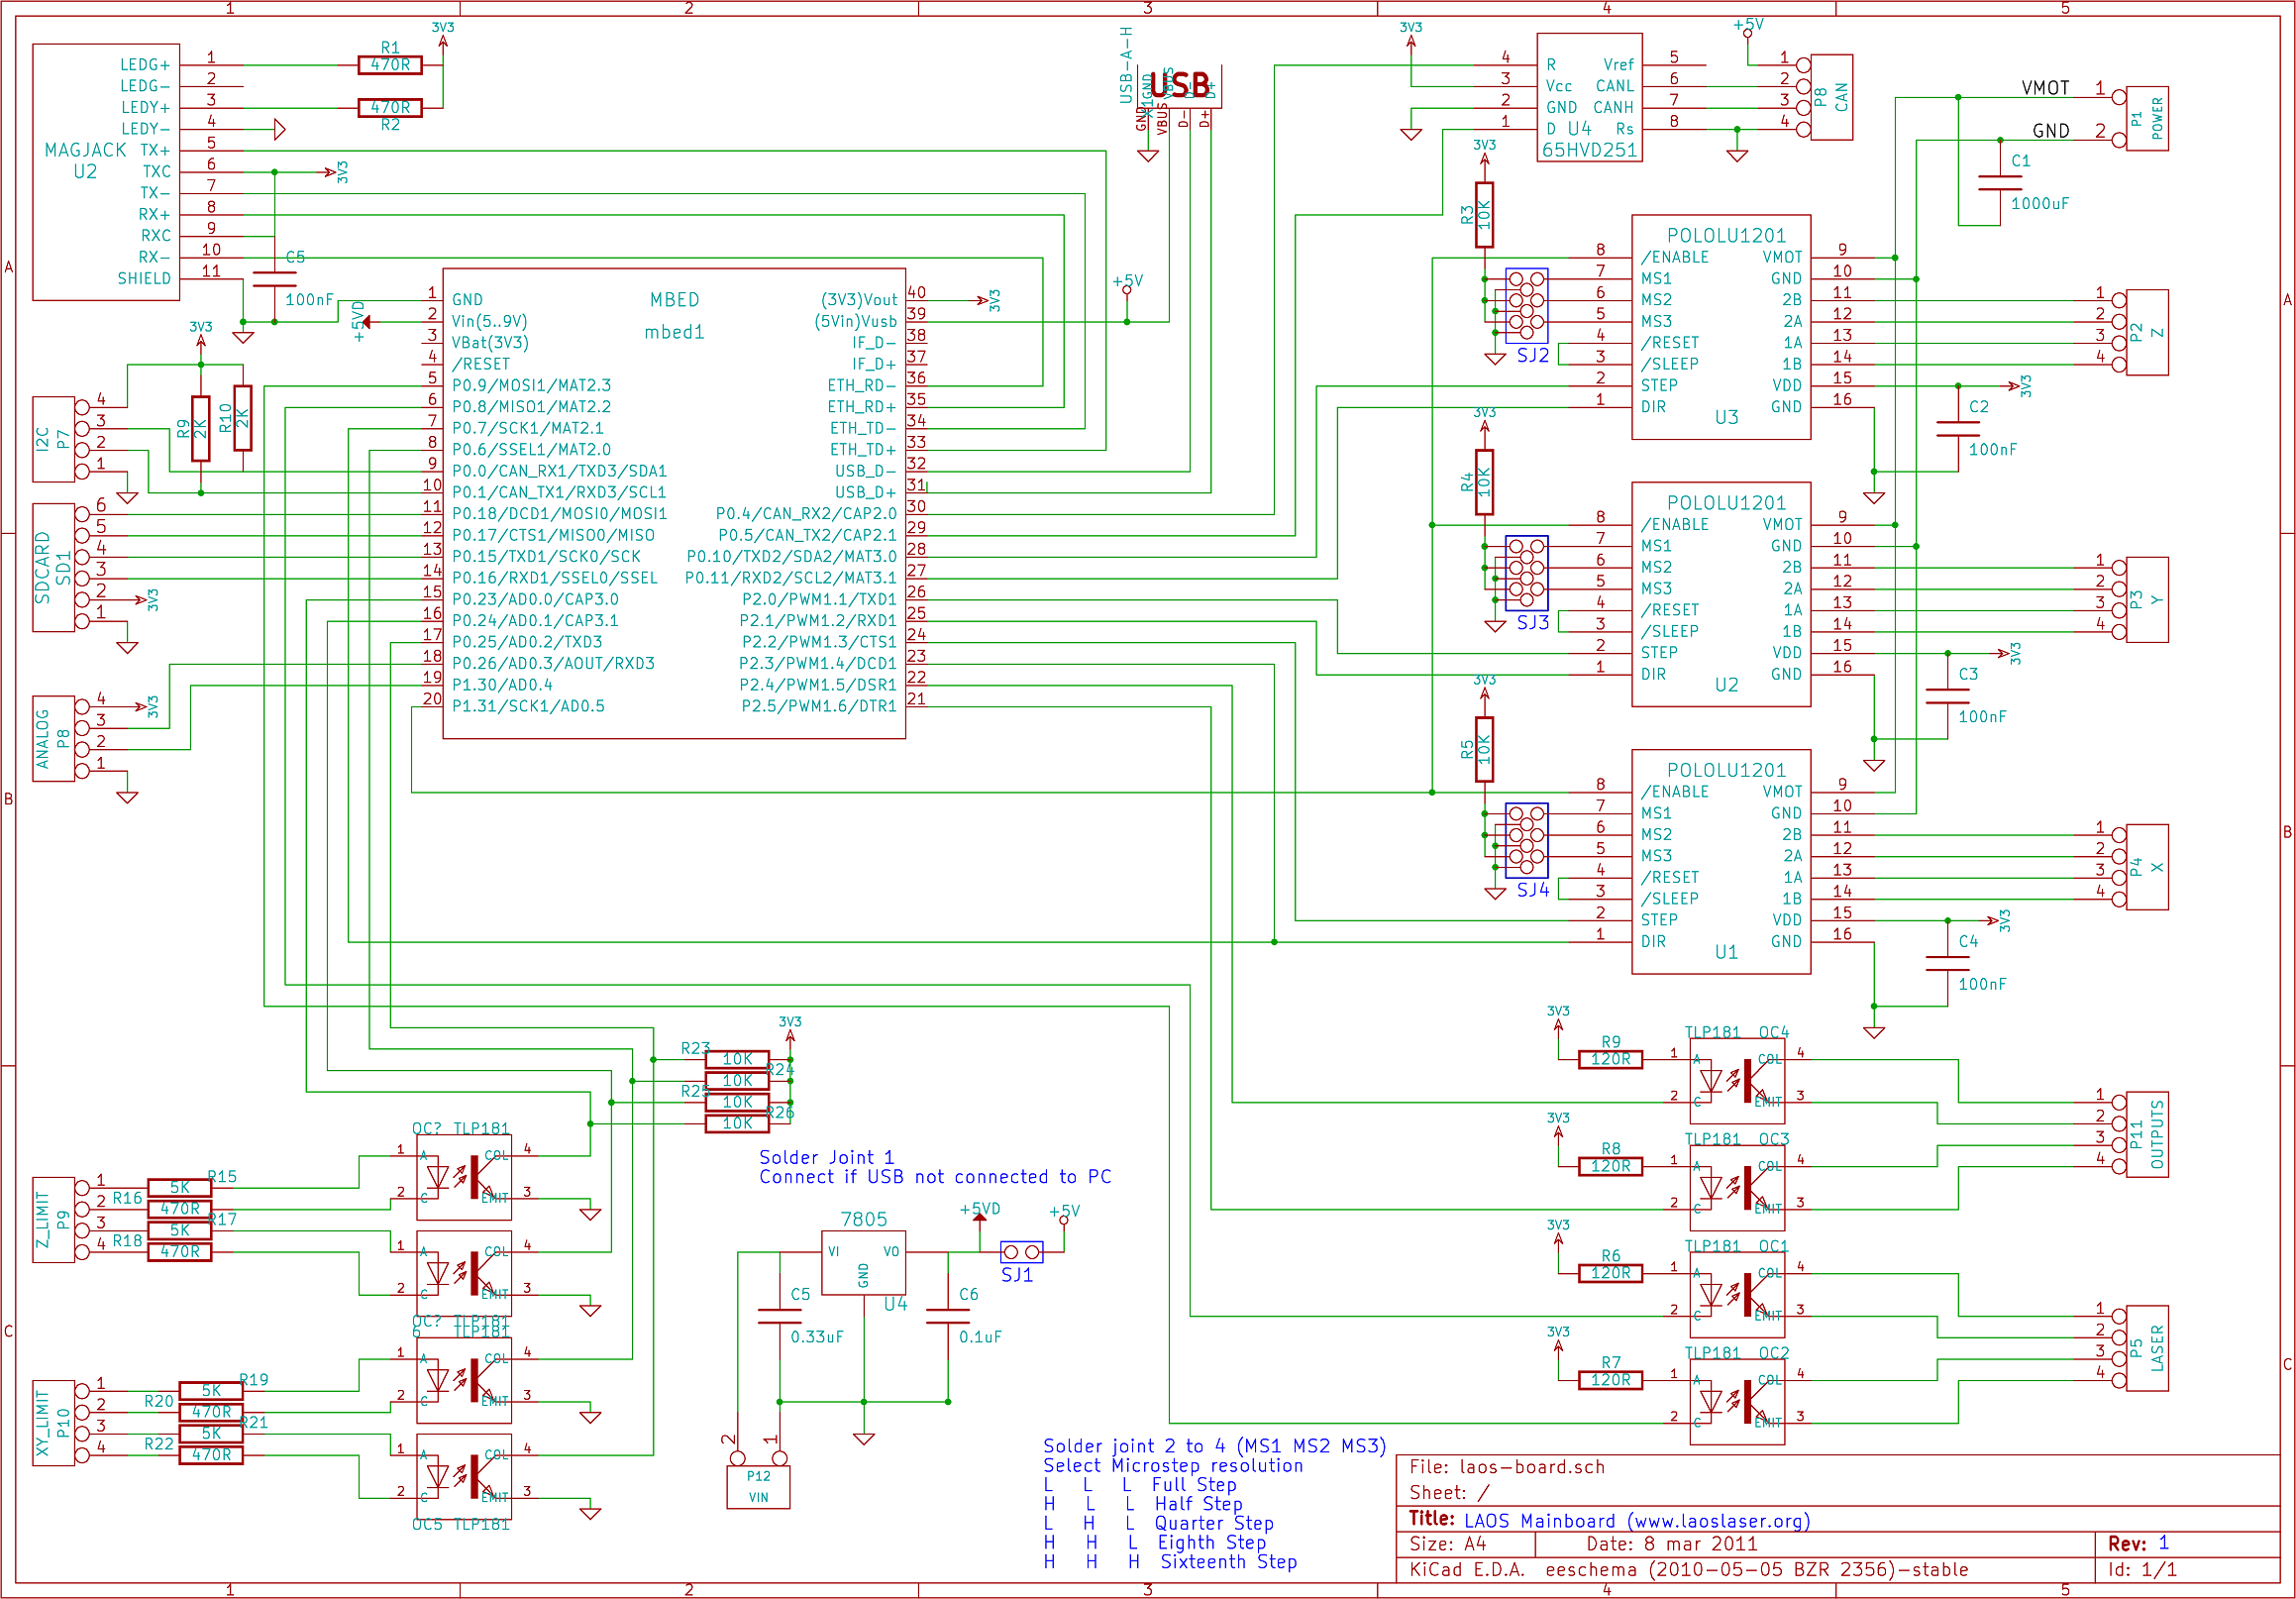 1 2 3 4 5
A
B
C
MAGJACK
U2
LEDG+ 1
LEDG- 2
LEDY+ 3
LEDY- 4
TX+ 5
TXC 6
TX- 7
RX+ 8
RXC 9
RX- 10
SHIELD 11
R1
470R
470R
R2
3V3
3V3
C5
100nF
+5VD
MBED
mbed1
1 GND
2 Vin(5..9V)
3 VBat(3V3)
4 /RESET
5 P0.9/MOSI1/MAT2.3
6 P0.8/MISO1/MAT2.2
7 P0.7/SCK1/MAT2.1
8 P0.6/SSEL1/MAT2.0
9 P0.0/CAN_RX1/TXD3/SDA1
10 P0.1/CAN_TX1/RXD3/SCL1
11 P0.18/DCD1/MOSI0/MOSI1
12 P0.17/CTS1/MISO0/MISO
13 P0.15/TXD1/SCK0/SCK
14 P0.16/RXD1/SSEL0/SSEL
15 P0.23/AD0.0/CAP3.0
16 P0.24/AD0.1/CAP3.1
17 P0.25/AD0.2/TXD3
18 P0.26/AD0.3/AOUT/RXD3
19 P1.30/AD0.4
20 P1.31/SCK1/AD0.5
(3V3)Vout 40
(5Vin)Vusb 39
IF_D- 38
IF_D+ 37
ETH_RD- 36
ETH_RD+ 35
ETH_TD- 34
ETH_TD+ 33
USB_D- 32
USB_D+ 31
P0.4/CAN_RX2/CAP2.0 30
P0.5/CAN_TX2/CAP2.1 29
P0.10/TXD2/SDA2/MAT3.0 28
P0.11/RXD2/SCL2/MAT3.1 27
P2.0/PWM1.1/TXD1 26
P2.1/PWM1.2/RXD1 25
P2.2/PWM1.3/CTS1 24
P2.3/PWM1.4/DCD1 23
P2.4/PWM1.5/DSR1 22
P2.5/PWM1.6/DTR1 21
3V3
+5V
USB-A-H
USB
GND
VBUS
D-
D+
3V3
R9
2K
R10
2K
I2C
P7
4
3
2
1
SDCARD
SD1
6
5
4
3
2 3V3
1
ANALOG
P8
4 3V3
3
2
1
3V3
4 R
3 Vcc
2 GND
1 D
Vref 5
CANL 6
CANH 7
Rs 8
U4
65HVD251
+5V
1
2
3
4
P8
CAN
VMOT 1
GND 2
P1
POWER
C1
1000uF
3V3
R3
10K
SJ2
POLOLU1201
8 /ENABLE VMOT 9
7 MS1 GND 10
6 MS2 2B 11
5 MS3 2A 12
4 /RESET 1A 13
3 /SLEEP 1B 14
2 STEP VDD 15
1 DIR GND 16
U3
1
2
3
4
P2
Z
3V3
C2
100nF
3V3
R4
10K
SJ3
POLOLU1201
8 /ENABLE VMOT 9
7 MS1 GND 10
6 MS2 2B 11
5 MS3 2A 12
4 /RESET 1A 13
3 /SLEEP 1B 14
2 STEP VDD 15
1 DIR GND 16
U2
1
2
3
4
P3
Y
3V3
C3
100nF
3V3
R5
10K
SJ4
POLOLU1201
8 /ENABLE VMOT 9
7 MS1 GND 10
6 MS2 2B 11
5 MS3 2A 12
4 /RESET 1A 13
3 /SLEEP 1B 14
2 STEP VDD 15
1 DIR GND 16
U1
1
2
3
4
P4
X
3V3
C4
100nF
3V3
R23
10K
R24
10K
R25
10K
R26
10K
Z_LIMIT
P9
1 5K R15
2 R16 470R
3 5K R17
4 R18 470R
OC? TLP181
1 A COL 4
2 C EMIT 3
1 A COL 4
2 C EMIT 3
OC? TLP181
6 TLP181
1 A COL 4
2 C EMIT 3
1 A COL 4
2 C EMIT 3
OC5 TLP181
XY_LIMIT
P10
1 5K R19
2 R20 470R
3 5K R21
4 R22 470R
Solder Joint 1
Connect if USB not connected to PC
7805
VI VO
GND
U4
+5VD
+5V
SJ1
C5
0.33uF
C6
0.1uF
2 1
P12
VIN
3V3
R9
120R
TLP181 OC4
1 A COL 4
2 C EMIT 3
3V3
R8
120R
TLP181 OC3
1 A COL 4
2 C EMIT 3
1
2
3
4
P11
OUTPUTS
3V3
R6
120R
TLP181 OC1
1 A COL 4
2 C EMIT 3
3V3
R7
120R
TLP181 OC2
1 A COL 4
2 C EMIT 3
1
2
3
4
P5
LASER
Solder joint 2 to 4 (MS1 MS2 MS3)
Select Microstep resolution
L L L Full Step
H L L Half Step
L H L Quarter Step
H H L Eighth Step
H H H Sixteenth Step
File: laos-board.sch
Sheet: /
Title: LAOS Mainboard (www.laoslaser.org)
Size: A4 Date: 8 mar 2011 Rev: 1
KiCad E.D.A. eeschema (2010-05-05 BZR 2356)-stable Id: 1/1
1 2 3 4 5
A
B
C